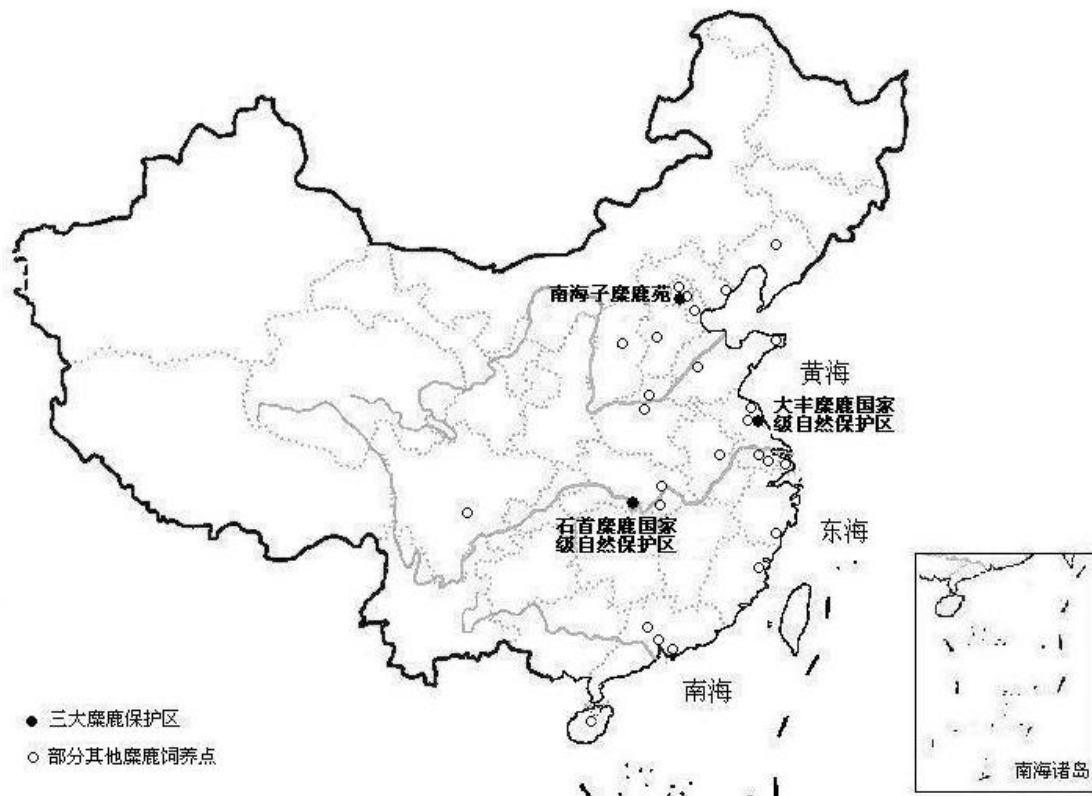 南海子麋鹿苑
黄海
大丰麋鹿国家
级自然保护区
石首麋鹿国家
级自然保护区
东海
南海
三大麋鹿保护区
部分其他麋鹿饲养点
南海诸岛